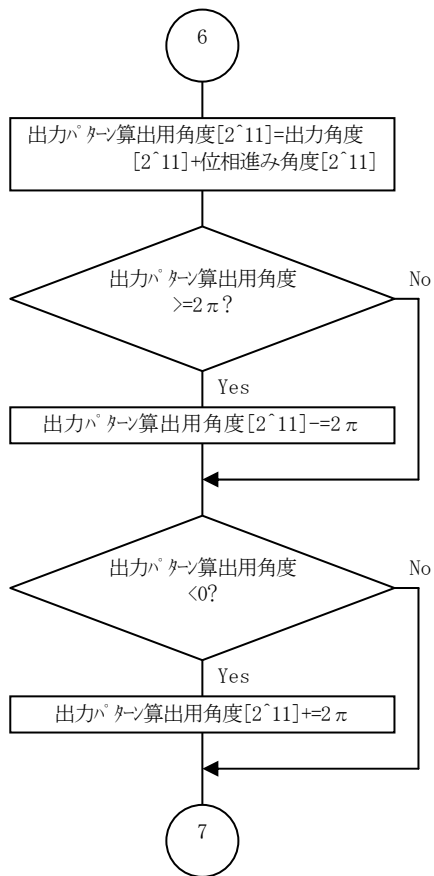 6
出力パターン算出用角度[2^11]=出力角度
[2^11]+位相進み角度[2^11]
出力パターン算出用角度
>=2π?
No
Yes
出力パターン算出用角度[2^11]-=2π
出力パターン算出用角度
<0?
No
Yes
出力パターン算出用角度[2^11]+=2π
7